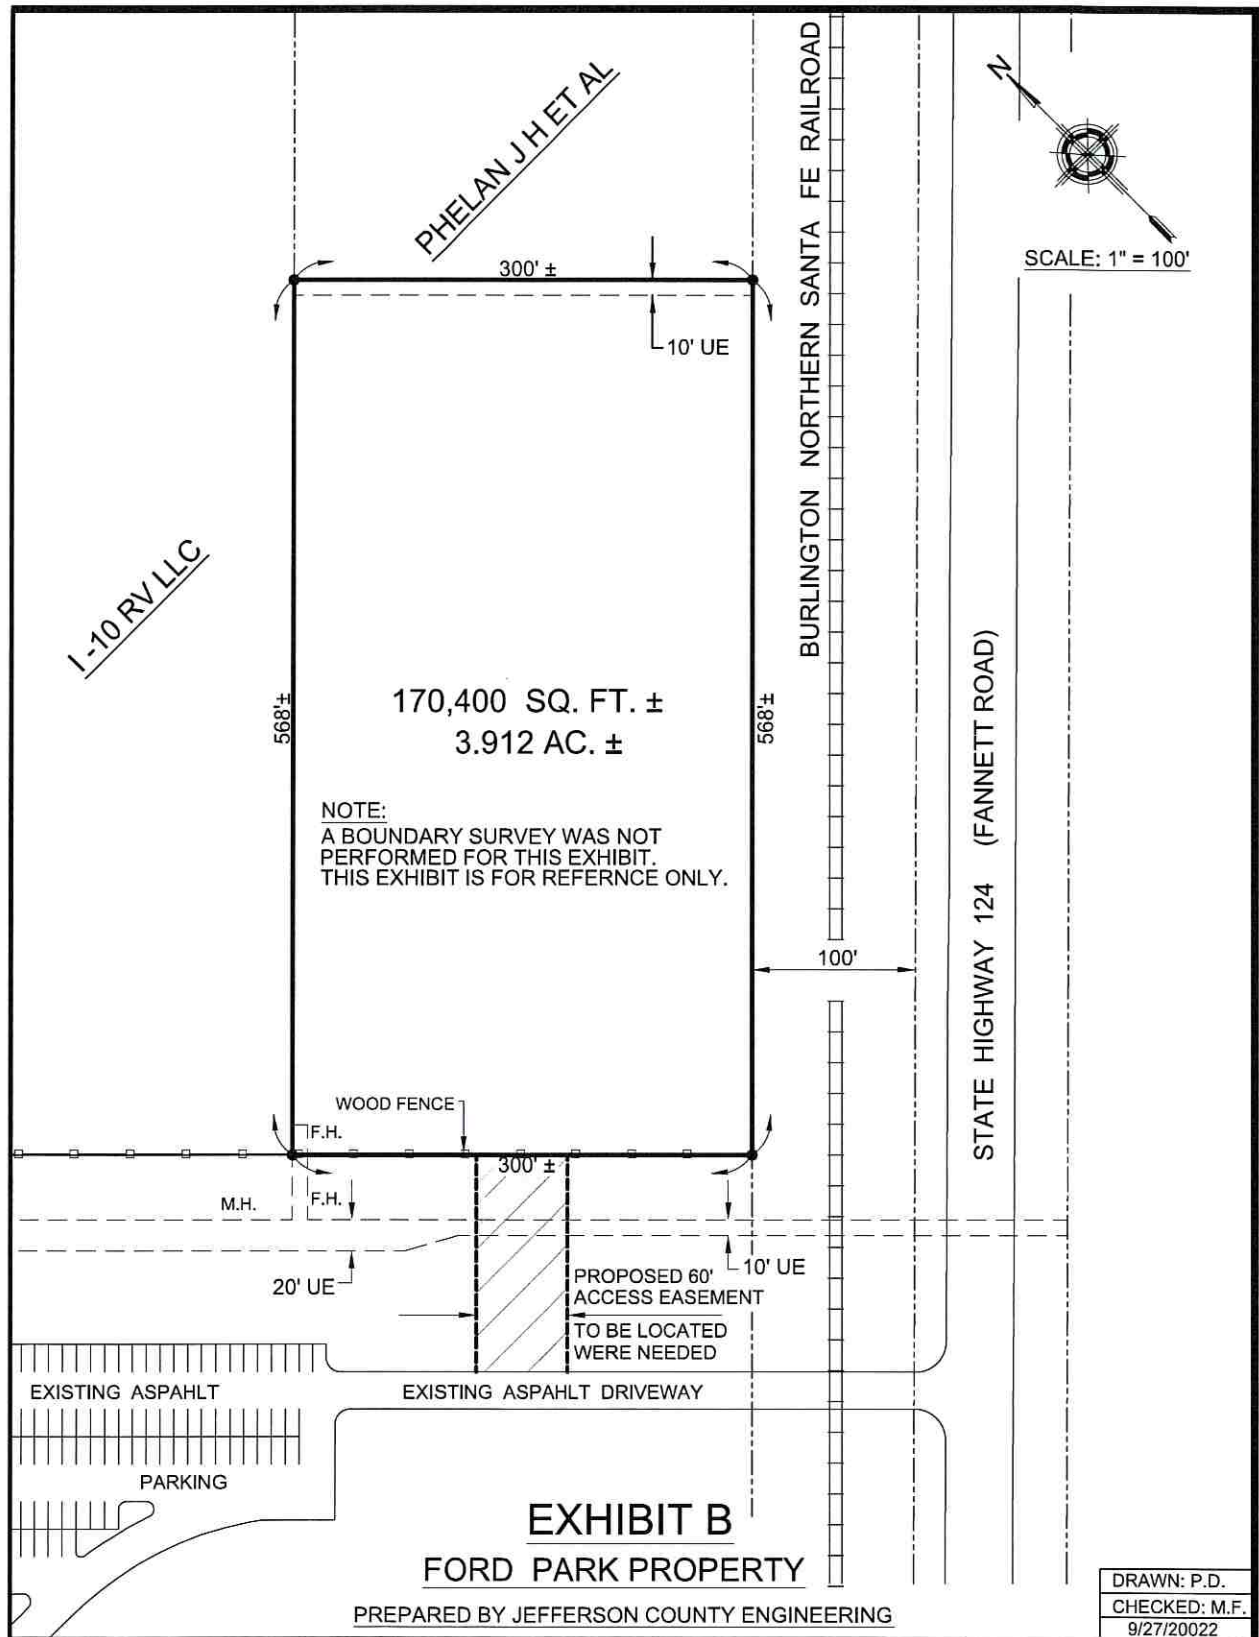 PHELAN J H ET AL
BURLINGTON NORTHERN SANTA FE RAILROAD
N
SCALE: 1" = 100'
300' ±
10' UE
I -10 RV LLC
568'±
170,400 SQ. FT. ±
3.912 AC. ±
568'±
NOTE:
A BOUNDARY SURVEY WAS NOT
PERFORMED FOR THIS EXHIBIT.
THIS EXHIBIT IS FOR REFERNCE ONLY.
STATE HIGHWAY 124 (FANNETT ROAD)
100'
WOOD FENCE
F.H.
300' ±
M.H.
F.H.
20' UE
10' UE
PROPOSED 60'
ACCESS EASEMENT
TO BE LOCATED
WERE NEEDED
EXISTING ASPAHLT
EXISTING ASPAHLT DRIVEWAY
PARKING
EXHIBIT B
FORD PARK PROPERTY
PREPARED BY JEFFERSON COUNTY ENGINEERING
DRAWN: P.D.
CHECKED: M.F.
9/27/20022